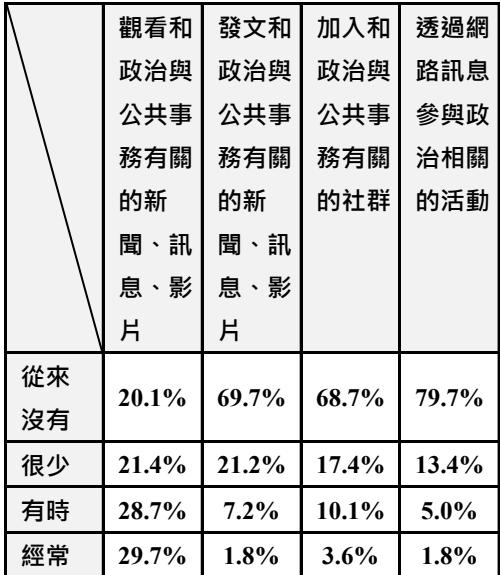 觀看和
政治與
公共事
務有關
的新
聞、訊
息、影
片
發文和
政治與
公共事
務有關
的新
聞、訊
息、影
片
加入和
政治與
公共事
務有關
的社群
透過網
路訊息
參與政
治相關
的活動
從來
沒有
20.1% 69.7% 68.7% 79.7%
很少 21.4% 21.2% 17.4% 13.4%
有時 28.7% 7.2% 10.1% 5.0%
經常 29.7% 1.8% 3.6% 1.8%